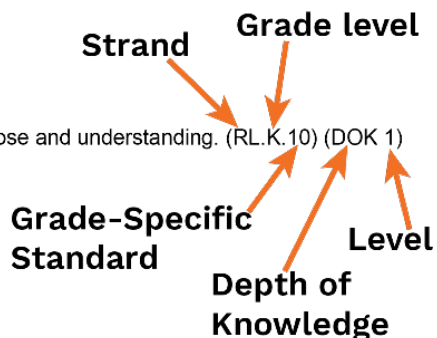 Grade level
Strand
ose and understanding. (RL.K.10) (DOK 1)
Grade-Specific
Standard
Level
Depth of
Knowledge